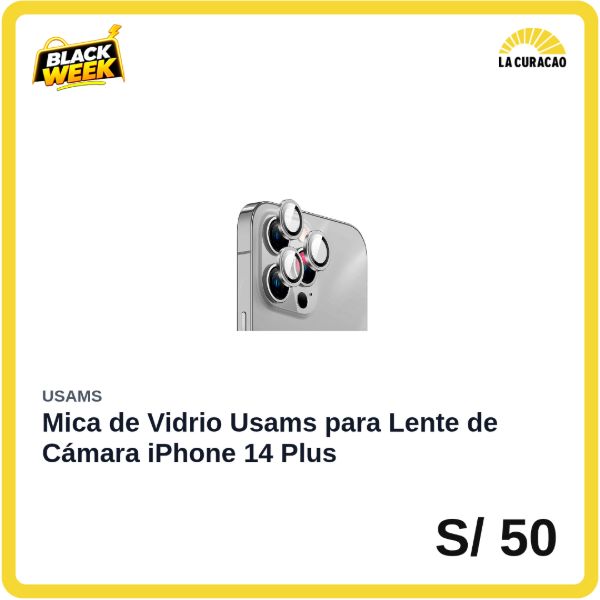 BLACK
WEEK
LA CURACAO
USAMS
Mica de Vidrio Usams para Lente de
Cámara iPhone 14 Plus
S/ 50